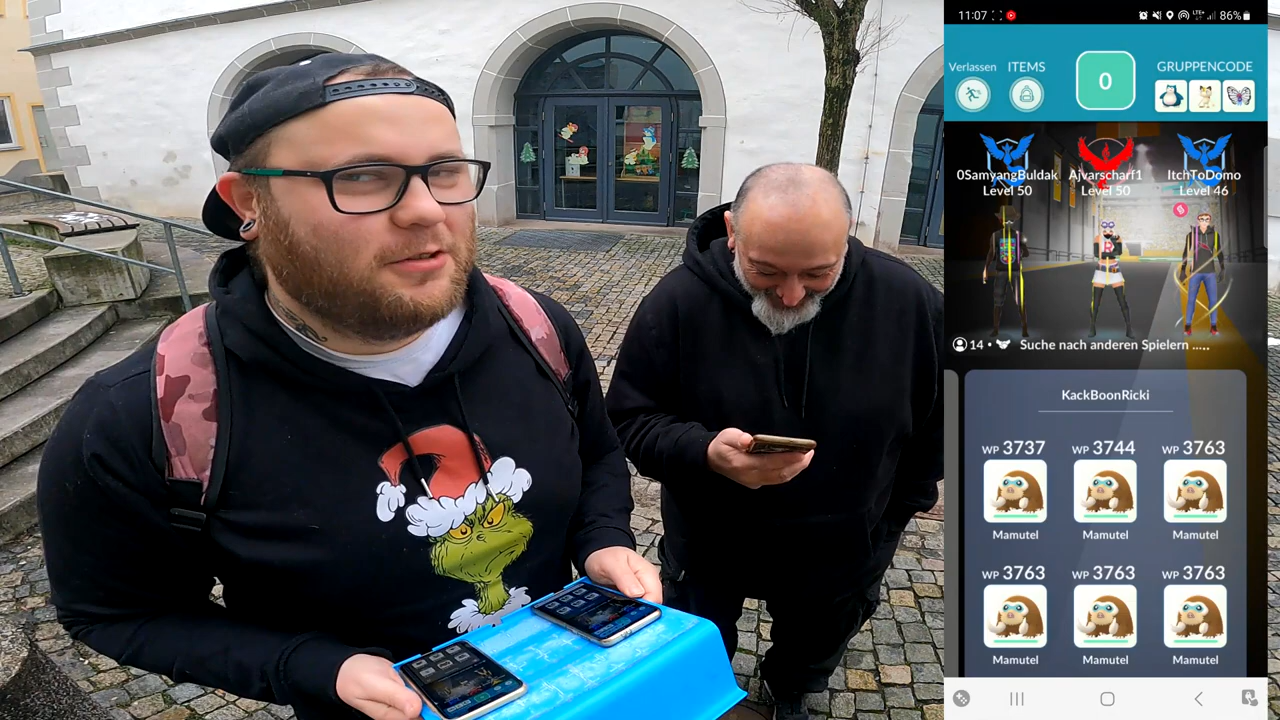 11:07
LTE+
86%
Verlassen
ITEMS
0
GRUPPENCODE
0SamyangBuldak
Level 50
Ajvarscharf1
Level 50
ItchToDomo
Level 46
14 • Suche nach anderen Spielern .....
KackBoonRicki
WP 3737
WP 3744
WP 3763
Mamutel
Mamutel
Mamutel
WP 3763
WP 3763
WP 3763
Mamutel
Mamutel
Mamutel